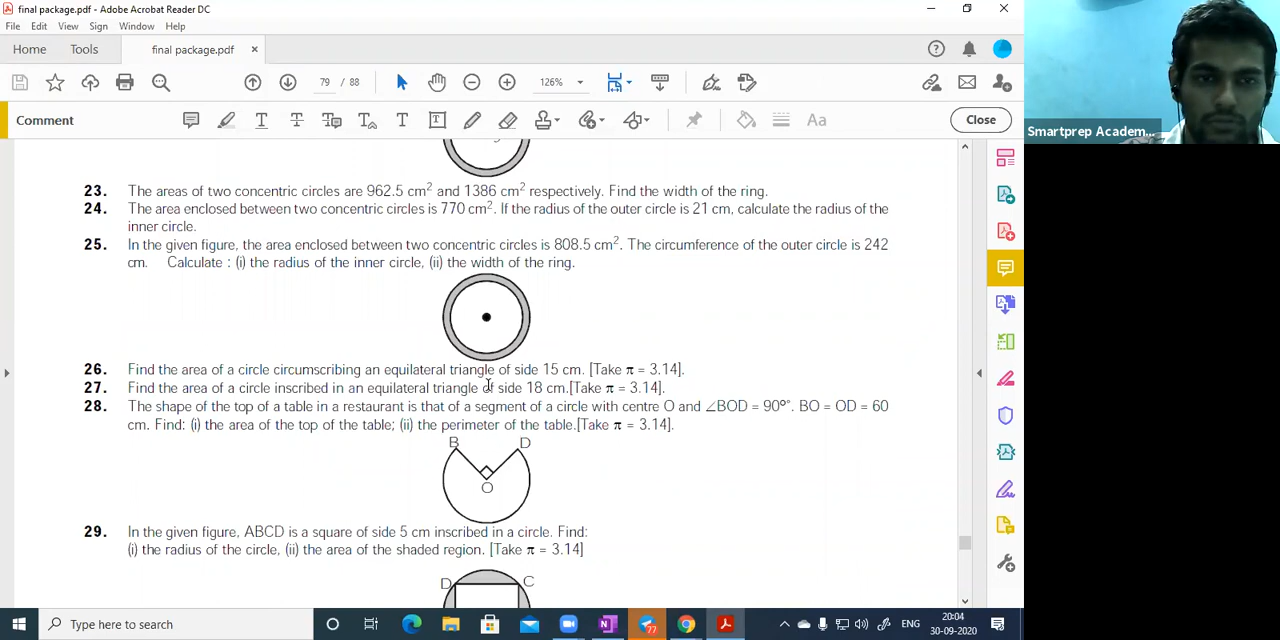 final package.pdf - Adobe Acrobat Reader DC
File Edit View Sign Window Help
Home Tools final package.pdf ×
79 / 88 126%
Comment Close
Smartprep Academ...
23. The areas of two concentric circles are 962.5 cm² and 1386 cm² respectively. Find the width of the ring.
24. The area enclosed between two concentric circles is 770 cm². If the radius of the outer circle is 21 cm, calculate the radius of the
inner circle.
25. In the given figure, the area enclosed between two concentric circles is 808.5 cm². The circumference of the outer circle is 242
cm. Calculate : (i) the radius of the inner circle, (ii) the width of the ring.
26. Find the area of a circle circumscribing an equilateral triangle of side 15 cm. [Take π = 3.14].
27. Find the area of a circle inscribed in an equilateral triangle of side 18 cm.[Take π = 3.14].
28. The shape of the top of a table in a restaurant is that of a segment of a circle with centre O and ∠BOD = 90°. BO = OD = 60
cm. Find: (i) the area of the top of the table; (ii) the perimeter of the table.[Take π = 3.14].
B D
O
29. In the given figure, ABCD is a square of side 5 cm inscribed in a circle. Find:
(i) the radius of the circle, (ii) the area of the shaded region. [Take π = 3.14]
D C
Type here to search
77
ENG
20:04
30-09-2020